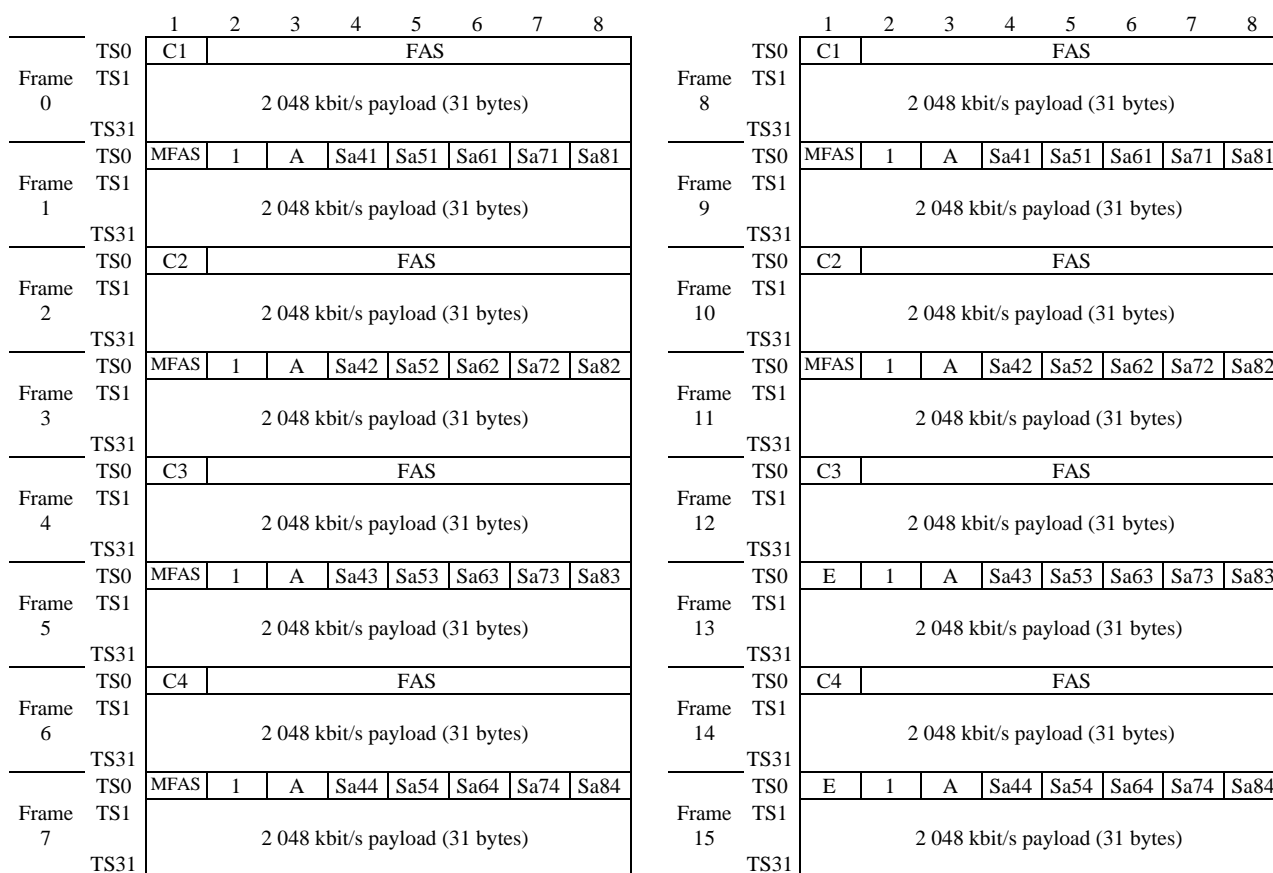 1 2 3 4 5 6 7 8
TS0 C1 FAS
Frame TS1
0 2 048 kbit/s payload (31 bytes)
TS31
TS0 MFAS 1 A Sa41 Sa51 Sa61 Sa71 Sa81
Frame TS1
1 2 048 kbit/s payload (31 bytes)
TS31
TS0 C2 FAS
Frame TS1
2 2 048 kbit/s payload (31 bytes)
TS31
TS0 MFAS 1 A Sa42 Sa52 Sa62 Sa72 Sa82
Frame TS1
3 2 048 kbit/s payload (31 bytes)
TS31
TS0 C3 FAS
Frame TS1
4 2 048 kbit/s payload (31 bytes)
TS31
TS0 MFAS 1 A Sa43 Sa53 Sa63 Sa73 Sa83
Frame TS1
5 2 048 kbit/s payload (31 bytes)
TS31
TS0 C4 FAS
Frame TS1
6 2 048 kbit/s payload (31 bytes)
TS31
TS0 MFAS 1 A Sa44 Sa54 Sa64 Sa74 Sa84
Frame TS1
7 2 048 kbit/s payload (31 bytes)
TS31
1 2 3 4 5 6 7 8
TS0 C1 FAS
Frame TS1
8 2 048 kbit/s payload (31 bytes)
TS31
TS0 MFAS 1 A Sa41 Sa51 Sa61 Sa71 Sa81
Frame TS1
9 2 048 kbit/s payload (31 bytes)
TS31
TS0 C2 FAS
Frame TS1
10 2 048 kbit/s payload (31 bytes)
TS31
TS0 MFAS 1 A Sa42 Sa52 Sa62 Sa72 Sa82
Frame TS1
11 2 048 kbit/s payload (31 bytes)
TS31
TS0 C3 FAS
Frame TS1
12 2 048 kbit/s payload (31 bytes)
TS31
TS0 E 1 A Sa43 Sa53 Sa63 Sa73 Sa83
Frame TS1
13 2 048 kbit/s payload (31 bytes)
TS31
TS0 C4 FAS
Frame TS1
14 2 048 kbit/s payload (31 bytes)
TS31
TS0 E 1 A Sa44 Sa54 Sa64 Sa74 Sa84
Frame TS1
15 2 048 kbit/s payload (31 bytes)
TS31